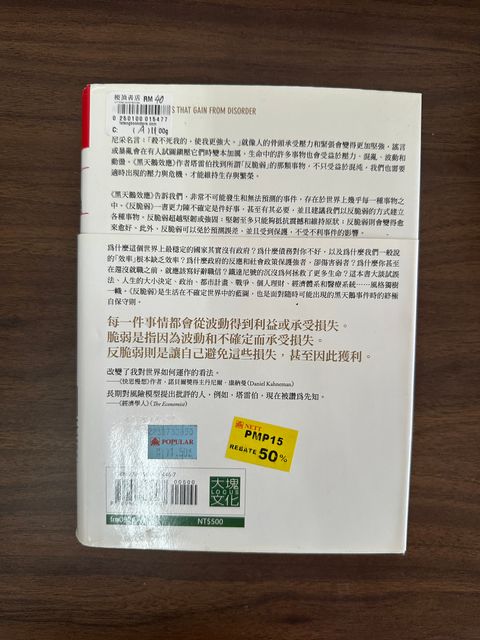 榜油書店 RM 40
0 250100 015477
C: (A)1100g
S THAT GAIN FROM DISORDER
尼采名言：「殺不死我的，使我更強大。」就像人的骨頭承受壓力和緊張會變得更加堅強，謠言
或暴亂會在有人試圖鎮壓它們時變本加厲，生命中的許多事物也會受益於壓力、混亂、波動和
動盪。《黑天鵝效應》作者塔雷伯找到所謂「反脆弱」的那類事物，不只受益於混沌，我們也需要
適時出現的壓力與危機，才能維持生存與繁榮。
《黑天鵝效應》告訴我們，非常不可能發生和無法預測的事件，存在於世界上幾乎每一種事物之
中。《反脆弱》一書更力陳不確定是件好事，甚至有其必要，並且建議我們以反脆弱的方式建立
各種事物。反脆弱超越堅韌或強固：堅韌至多只能夠抵抗震撼和維持原狀；反脆弱則會變得愈
來愈好。此外，反脆弱可以免於預測誤差，並且受到保護，不受不利事件的影響。
為什麼這個世界上最穩定的國家其實沒有政府？為什麼債務對你不好，以及為什麼我們一般說
的「效率」根本缺乏效率？為什麼政府的反應和社會政策保護強者，卻傷害弱者？為什麼你甚至
在還沒就職之前，就應該寫好辭職信？鐵達尼號的沉沒為何拯救了更多生命？這本書大談試誤
法、人生的大小決定、政治、都市計畫、戰爭、個人理財、經濟體系和醫療系統……風格獨樹
一幟。《反脆弱》是生活在不確定世界中的藍圖，也是面對隨時可能出現的黑天鵝事件時的終極
自保守則。
每一件事情都會從波動得到利益或承受損失。
脆弱是指因為波動和不確定而承受損失。
反脆弱則是讓自己避免這些損失，甚至因此獲利。
改變了我對世界如何運作的看法。
——《快思慢想》作者，諾貝爾獎得主丹尼爾・康納曼（Daniel Kahneman）
長期對風險模型提出批評的人，例如，塔雷伯，現在被讚為先知。
——《經濟學人》（The Economist）
POPULAR
NETT
PMP15
REBATE 50%
00500
大塊
LOCUS
文化
NT$500